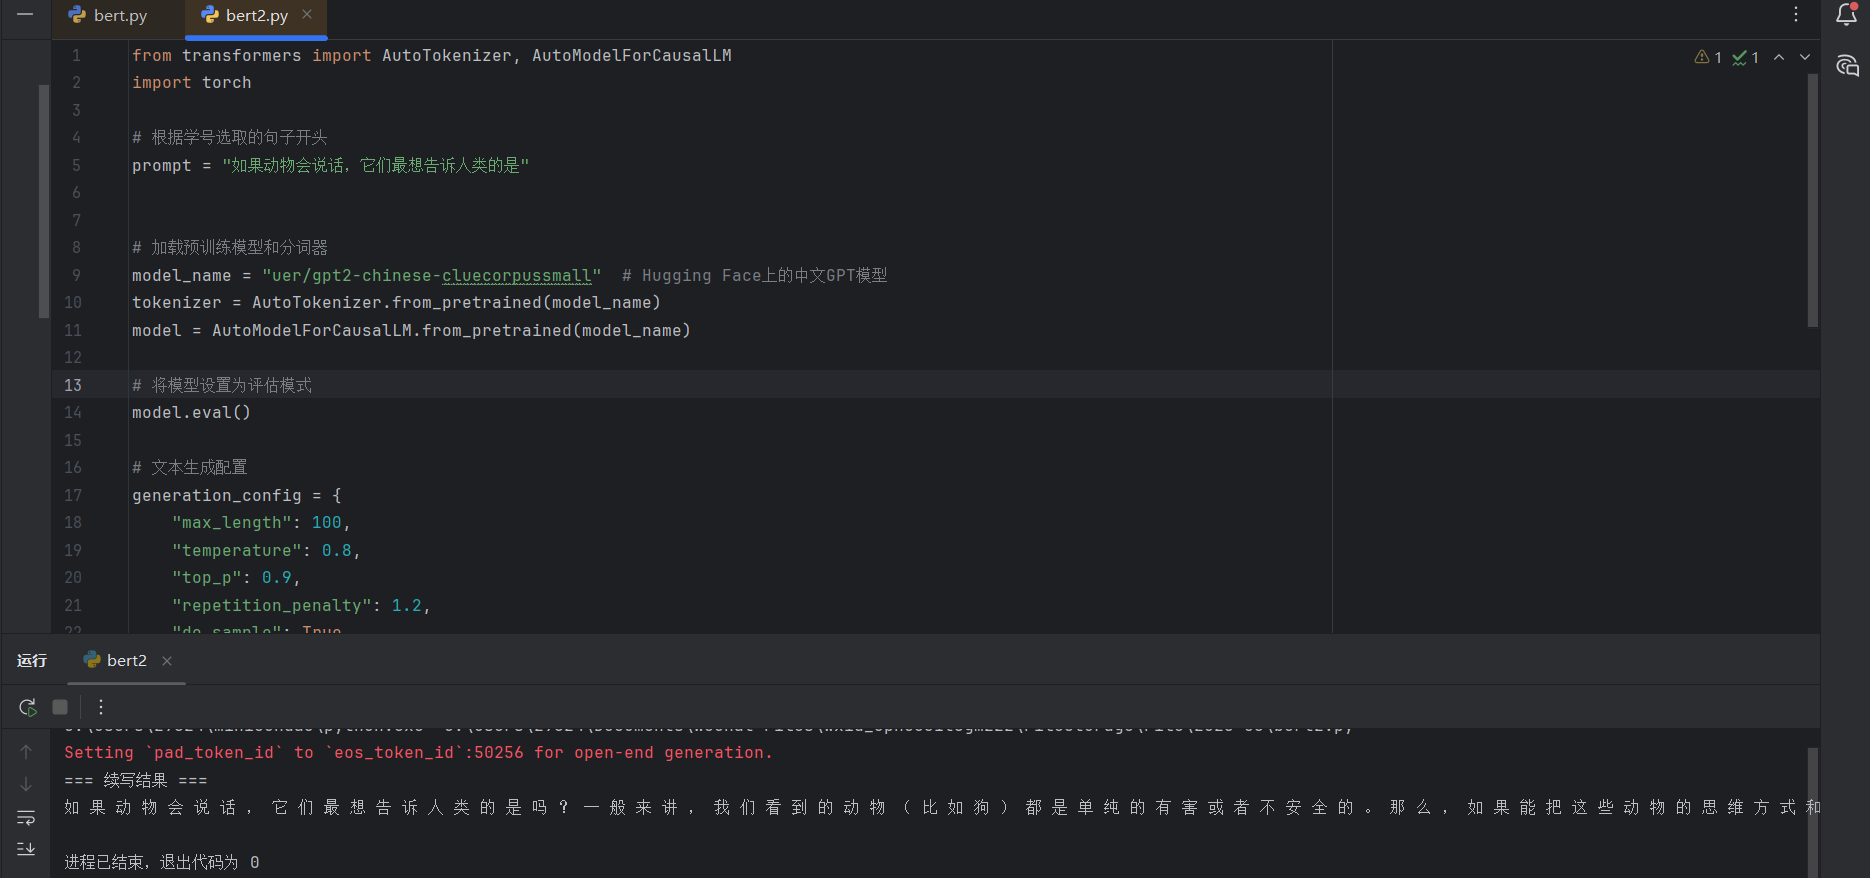 bert.py
bert2.py
1 from transformers import AutoTokenizer, AutoModelForCausalLM
1 1
2 import torch
3
4 # 根据学号选取的句子开头
5 prompt = "如果动物会说话，它们最想告诉人类的是"
6
7
8 # 加载预训练模型和分词器
9 model_name = "uer/gpt2-chinese-cluecorpussmall"  # Hugging Face上的中文GPT模型
10 tokenizer = AutoTokenizer.from_pretrained(model_name)
11 model = AutoModelForCausalLM.from_pretrained(model_name)
12
13 # 将模型设置为评估模式
14 model.eval()
15
16 # 文本生成配置
17 generation_config = {
18     "max_length": 100,
19     "temperature": 0.8,
20     "top_p": 0.9,
21     "repetition_penalty": 1.2,
22     "do_sample": True
运行 bert2
Setting `pad_token_id` to `eos_token_id`:50256 for open-end generation.
=== 续写结果 ===
如 果 动 物 会 说 话 ， 它 们 最 想 告 诉 人 类 的 是 吗 ? 一 般 来 讲 ， 我 们 看 到 的 动 物 （ 比 如 狗 ） 都 是 单 纯 的 有 害 或 者 不 安 全 的 。 那 么 ， 如 果 能 把 这 些 动 物 的 思 维 方 式 和
进程已结束，退出代码为 0